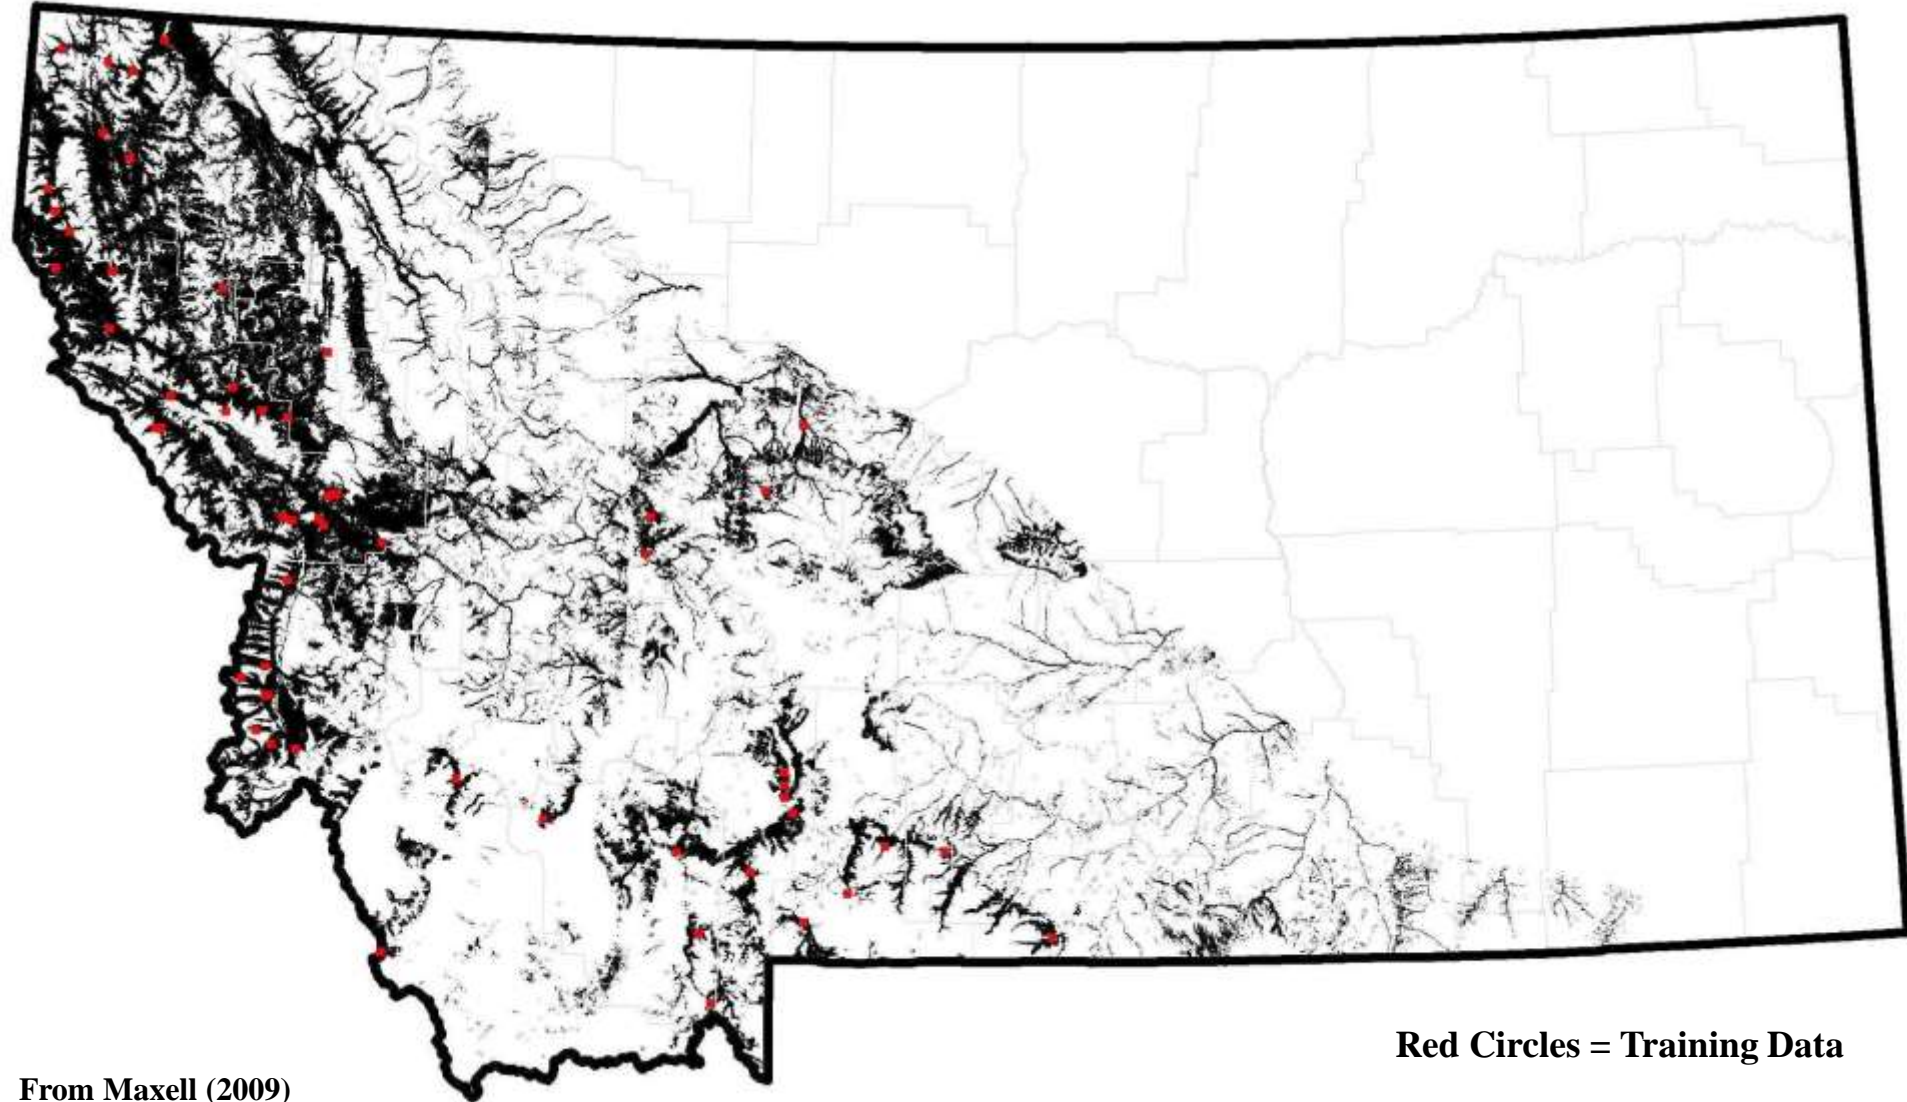 Red Circles = Training Data
From Maxell (2009)